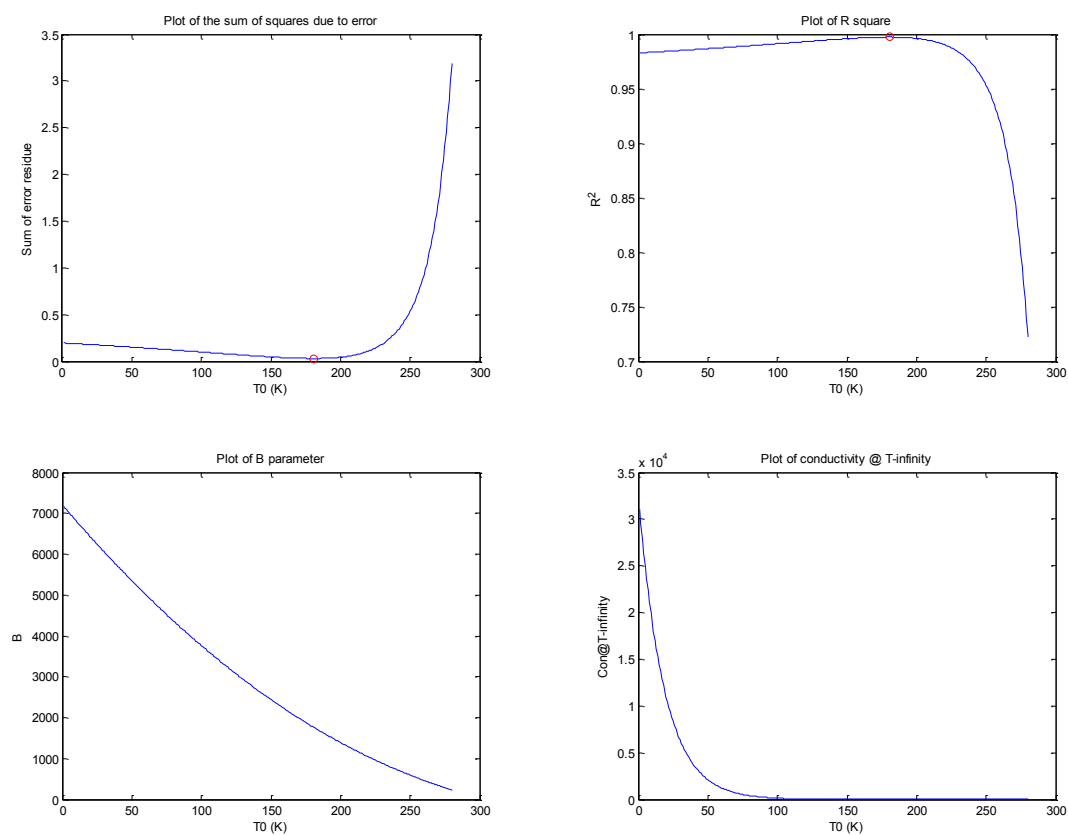 Plot of the sum of squares due to error
3.5
3
2.5
2
1.5
1
0.5
0
Sum of error residue
0 50 100 150 200 250 300
T0 (K)
Plot of R square
1
0.95
0.9
0.85
0.8
0.75
0.7
R²
0 50 100 150 200 250 300
T0 (K)
Plot of B parameter
8000
7000
6000
5000
4000
3000
2000
1000
0
B
0 50 100 150 200 250 300
T0 (K)
Plot of conductivity @ T-infinity
x 10⁴
3.5
3
2.5
2
1.5
1
0.5
0
Con@T-infinity
0 50 100 150 200 250 300
T0 (K)